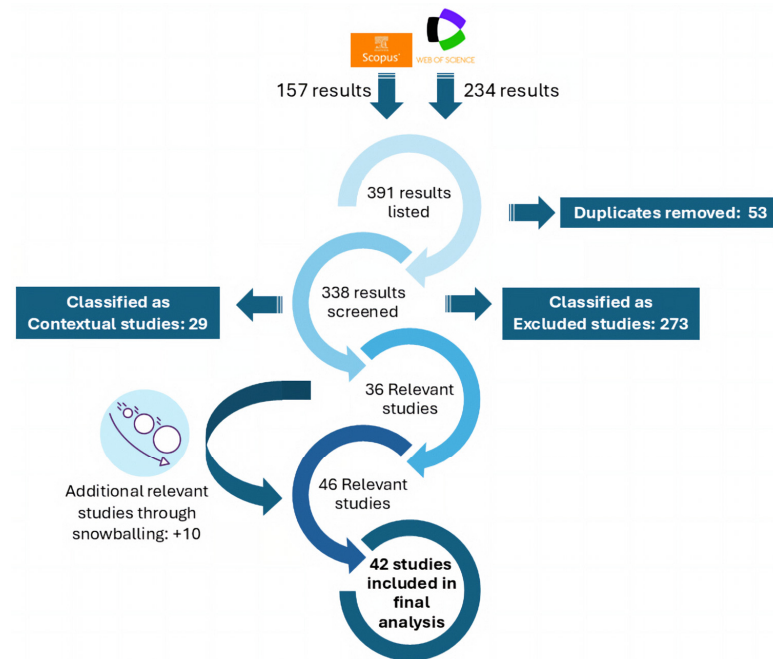 Scopus
WEB OF SCIENCE
157 results
234 results
391 results
listed
Duplicates removed: 53
338 results
screened
Classified as
Contextual studies: 29
Classified as
Excluded studies: 273
36 Relevant
studies
Additional relevant
studies through
snowballing: +10
46 Relevant
studies
42 studies
included in
final
analysis